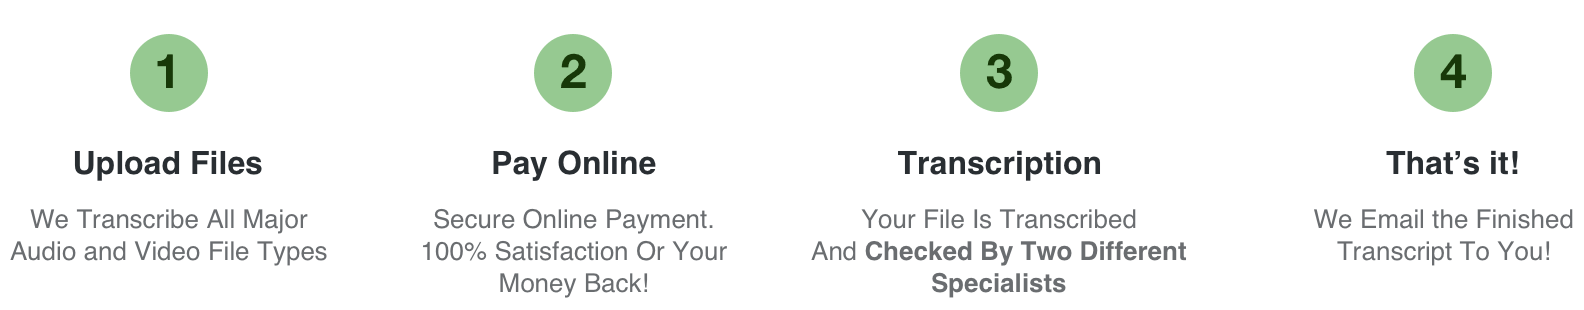 1
Upload Files
We Transcribe All Major
Audio and Video File Types
2
Pay Online
Secure Online Payment.
100% Satisfaction Or Your
Money Back!
3
Transcription
Your File Is Transcribed
And Checked By Two Different
Specialists
4
That’s it!
We Email the Finished
Transcript To You!